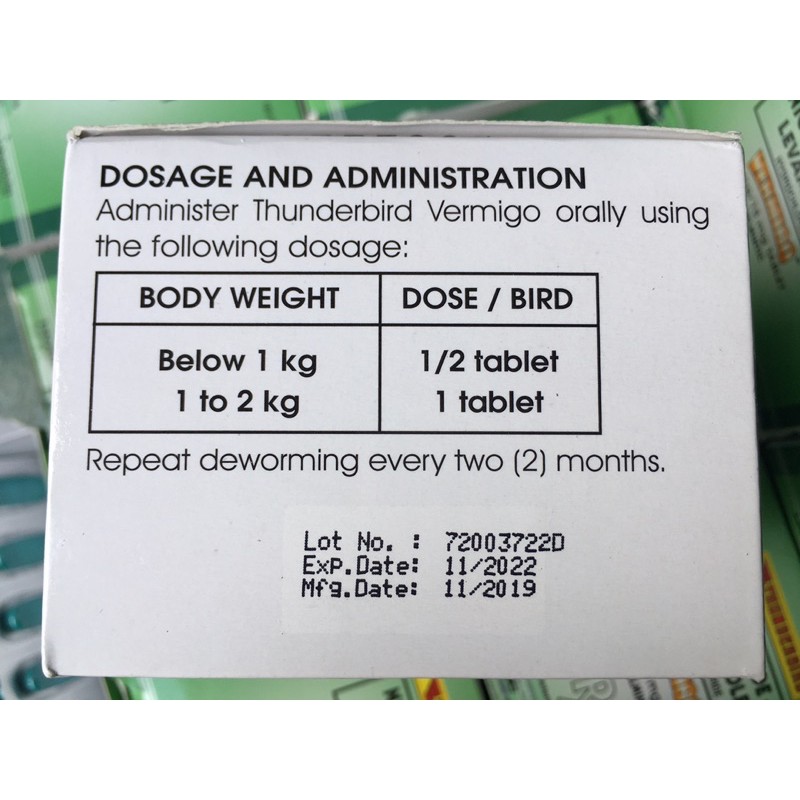 DOSAGE AND ADMINISTRATION
Administer Thunderbird Vermigo orally using
the following dosage:
BODY WEIGHT DOSE / BIRD
Below 1 kg 1/2 tablet
1 to 2 kg 1 tablet
Repeat deworming every two (2) months.
Lot No. : 72003722D
Exp.Date: 11/2022
Mfg.Date: 11/2019